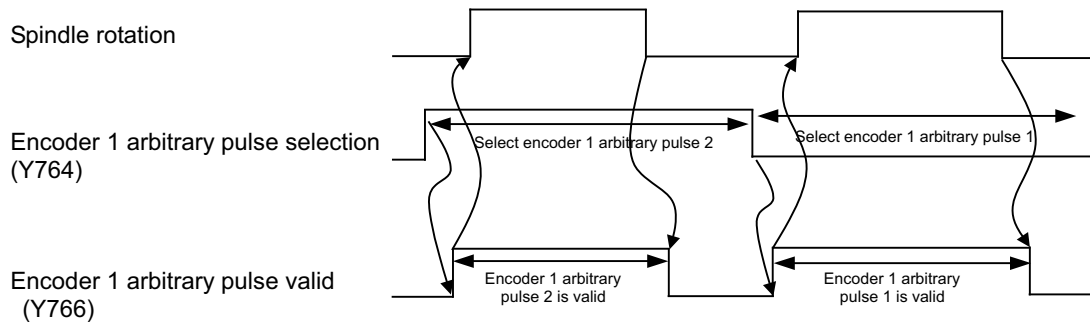 Spindle rotation
Encoder 1 arbitrary pulse selection
(Y764)
Select encoder 1 arbitrary pulse 2
Select encoder 1 arbitrary pulse 1
Encoder 1 arbitrary pulse valid
(Y766)
Encoder 1 arbitrary
pulse 2 is valid
Encoder 1 arbitrary
pulse 1 is valid